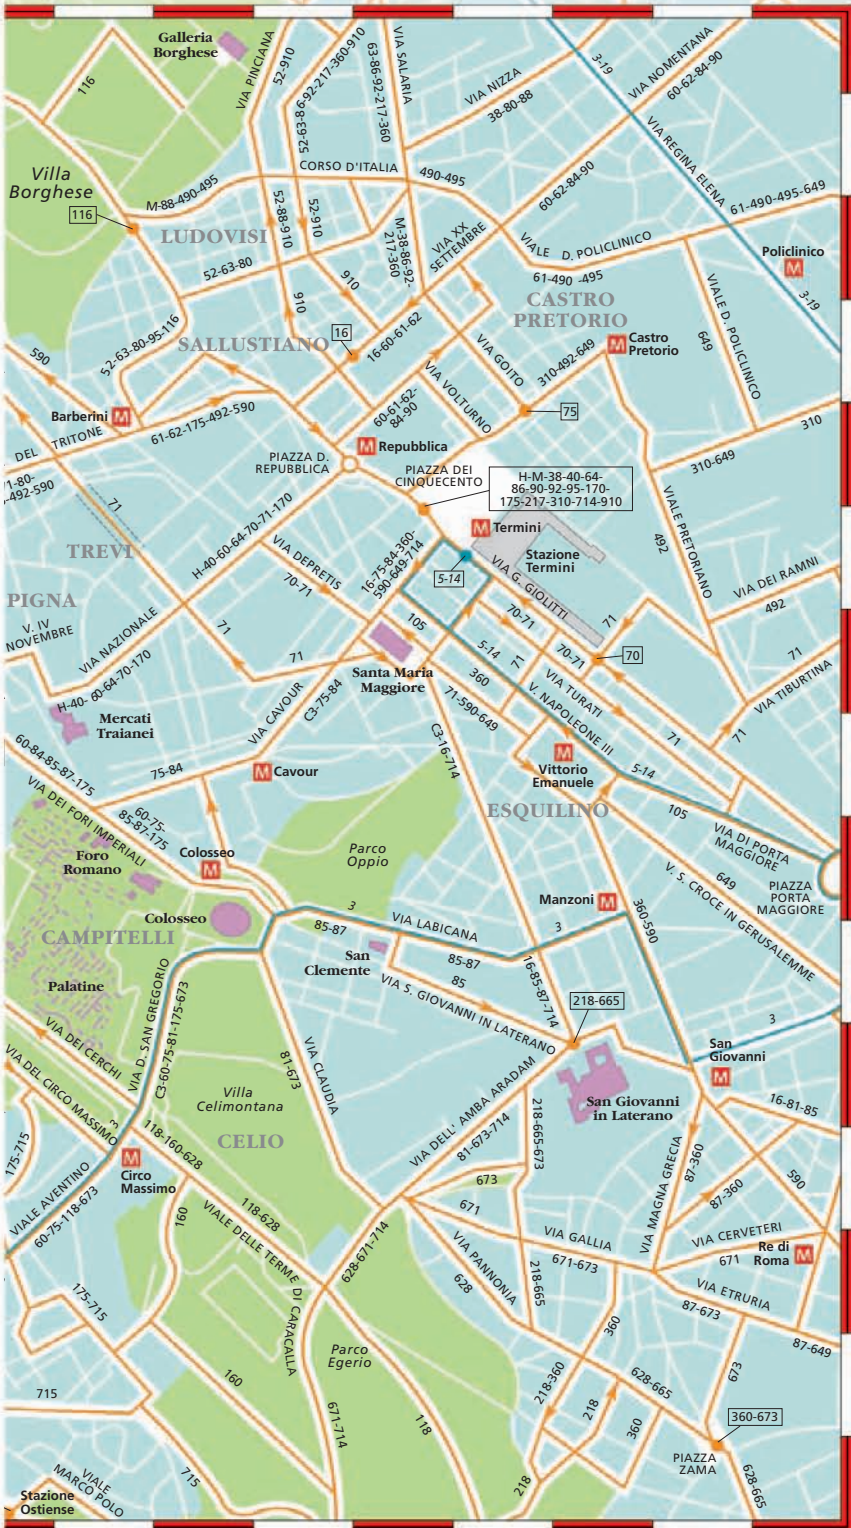 Galleria
Borghese
116
VIA PINCIANA
52-910
52-63-8
6-92-217-360-910
63-86-92-217-360
VIA SALARIA
VIA NIZZA
38-80-88
3-19
VIA NOMENTANA
60-62-84-90
VIA REGINA ELENA
Villa
Borghese
116
M-88-490-495
CORSO D'ITALIA
490-495
60-62-84-90
61-490-495-649
LUDOVISI
52-88-910
52-910
M-38-86-92-
217-360
VIA XX
SETTEMBRE
VIALE D. POLICLINICO
61-490 -495
Policlinico
M
3-19
52-63-80
910
910
CASTRO
PRETORIO
VIALE D. POLICLINICO
649
590
52-63-80-95-116
SALLUSTIANO
16
16-60-61-62
VIA GOITO
310-492-649
M
Castro
Pretorio
Barberini
M
VIA VOLTURNO
60-61-62-
84-90
75
DEL TRITONE
61-62-175-492-590
M
Repubblica
310
310-649
PIAZZA D.
REPUBBLICA
PIAZZA DEI
CINQUECENTO
H-M-38-40-64-
86-90-92-95-170-
175-217-310-714-910
71-80-
-492-590
71
H-40-60-64-70-71-170
M
Termini
Stazione
Termini
492
VIALE PRETORIANO
TREVI
VIA DEPRETIS
70-71
16-75-84-360-
590-649-714
5-14
VIA G. GIOLITTI
VIA DEI RAMNI
492
PIGNA
V. IV
NOVEMBRE
VIA NAZIONALE
71
105
70-71
71
H-40- 60-64-70-170
71
Santa Maria
Maggiore
5-14
360
71
70-71
70
71
VIA TIBURTINA
Mercati
Traianei
VIA CAVOUR
C3-75-84
71-590-649
VIA TURATI
V. NAPOLEONE III
71
71
60-84-85-87-175
75-84
M
Cavour
C3-16-714
M
Vittorio
Emanuele
5-14
VIA DEI FORI IMPERIALI
60-75-
85-87-175
ESQUILINO
105
VIA DI PORTA
MAGGIORE
Foro
Romano
Colosseo
M
Parco
Oppio
649
V. S. CROCE IN GERUSALEMME
PIAZZA
PORTA
MAGGIORE
Colosseo
3
85-87
VIA LABICANA
Manzoni
M
3
360-590
CAMPITELLI
San
Clemente
85-87
85
VIA S. GIOVANNI IN LATERANO
16-85-87-714
218-665
Palatine
VIA D. SAN GREGORIO
C3-60-75-81-175-673
3
VIA DEI CERCHI
San
Giovanni
M
VIA DEL CIRCO MASSIMO
81-673
VIA CLAUDIA
Villa
Celimontana
San Giovanni
in Laterano
16-81-85
VIA DELL' AMBA ARADAM
81-673-714
218-665-673
3
118-160-628
CELIO
175-715
M
Circo
Massimo
VIA MAGNA GRECIA
87-360
87-360
590
VIALE AVENTINO
60-75-118-673
160
118-628
VIALE DELLE TERME DI CARACALLA
628-671-714
673
671
VIA GALLIA
671-673
VIA CERVETERI
671
Re di
Roma
M
VIA PANNONIA
628
218-665
VIA ETRURIA
87-673
175-715
360
87-649
Parco
Egerio
218-360
628-665
673
715
160
671-714
118
218
360
360-673
PIAZZA
ZAMA
628-665
VIALE
MARCO POLO
715
218
Stazione
Ostiense